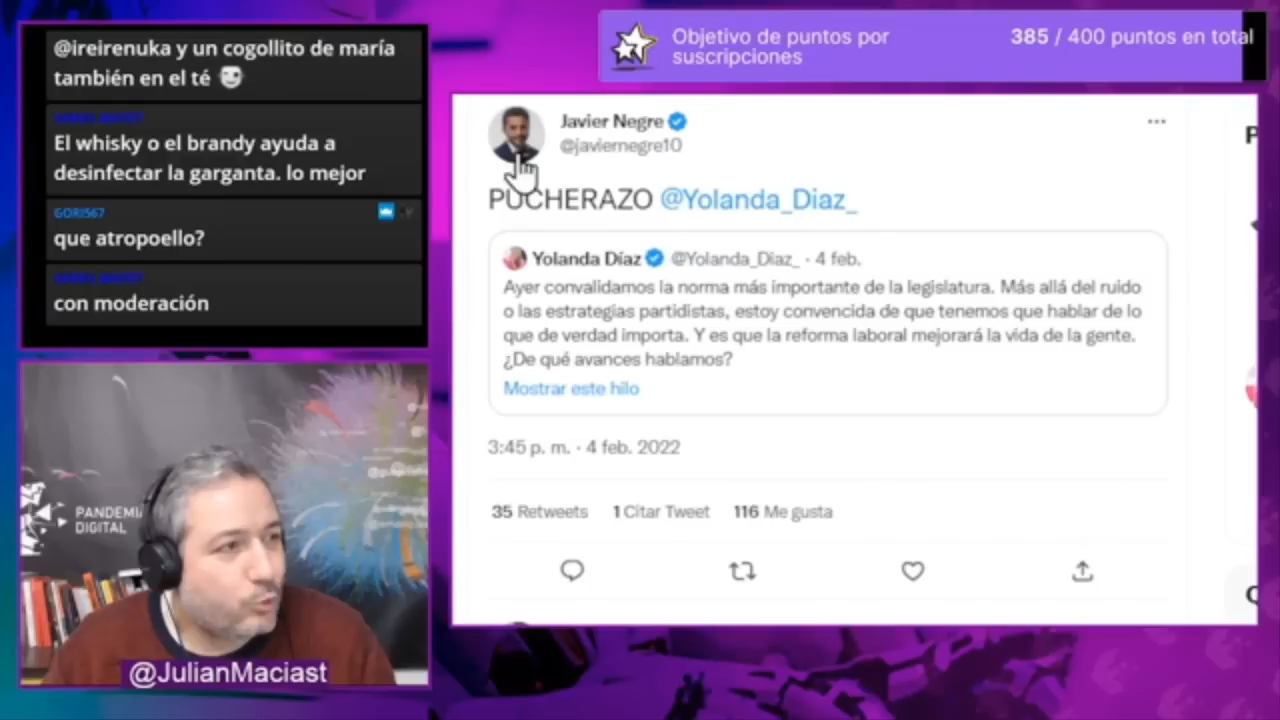 @ireirenuka y un cogollito de maría
también en el té
El whisky o el brandy ayuda a
desinfectar la garganta. lo mejor
GORI567
que atropoello?
con moderación
PANDEMIA
DIGITAL
@JulianMaciast
Objetivo de puntos por
suscripciones
385 / 400 puntos en total
Javier Negre
@javiernegre10
PUCHERAZO @Yolanda_Diaz_
Yolanda Díaz @Yolanda_Diaz_ · 4 feb.
Ayer convalidamos la norma más importante de la legislatura. Más allá del ruido
o las estrategias partidistas, estoy convencida de que tenemos que hablar de lo
que de verdad importa. Y es que la reforma laboral mejorará la vida de la gente.
¿De qué avances hablamos?
Mostrar este hilo
3:45 p. m. · 4 feb. 2022
35 Retweets 1 Citar Tweet 116 Me gusta